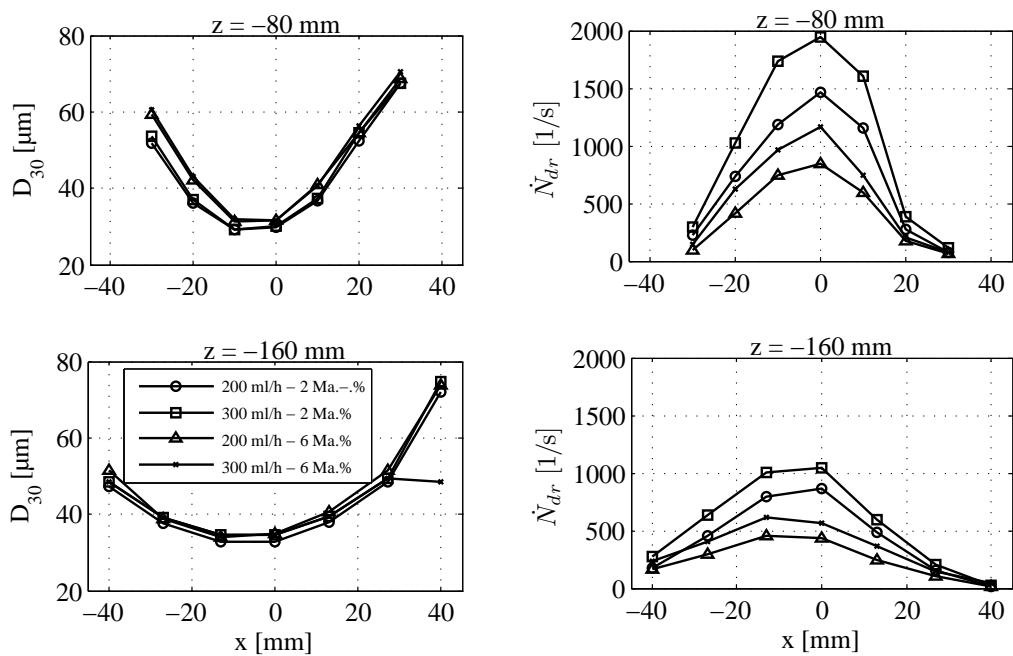 z = −80 mm
80
60
40
20
D30 [µm]
−40 −20 0 20 40
z = −80 mm
2000
1500
1000
500
0
Ṅdr [1/s]
−40 −20 0 20 40
z = −160 mm
80
60
40
20
D30 [µm]
200 ml/h − 2 Ma.−.%
300 ml/h − 2 Ma.%
200 ml/h − 6 Ma.%
300 ml/h − 6 Ma.%
−40 −20 0 20 40
x [mm]
z = −160 mm
2000
1500
1000
500
0
Ṅdr [1/s]
−40 −20 0 20 40
x [mm]